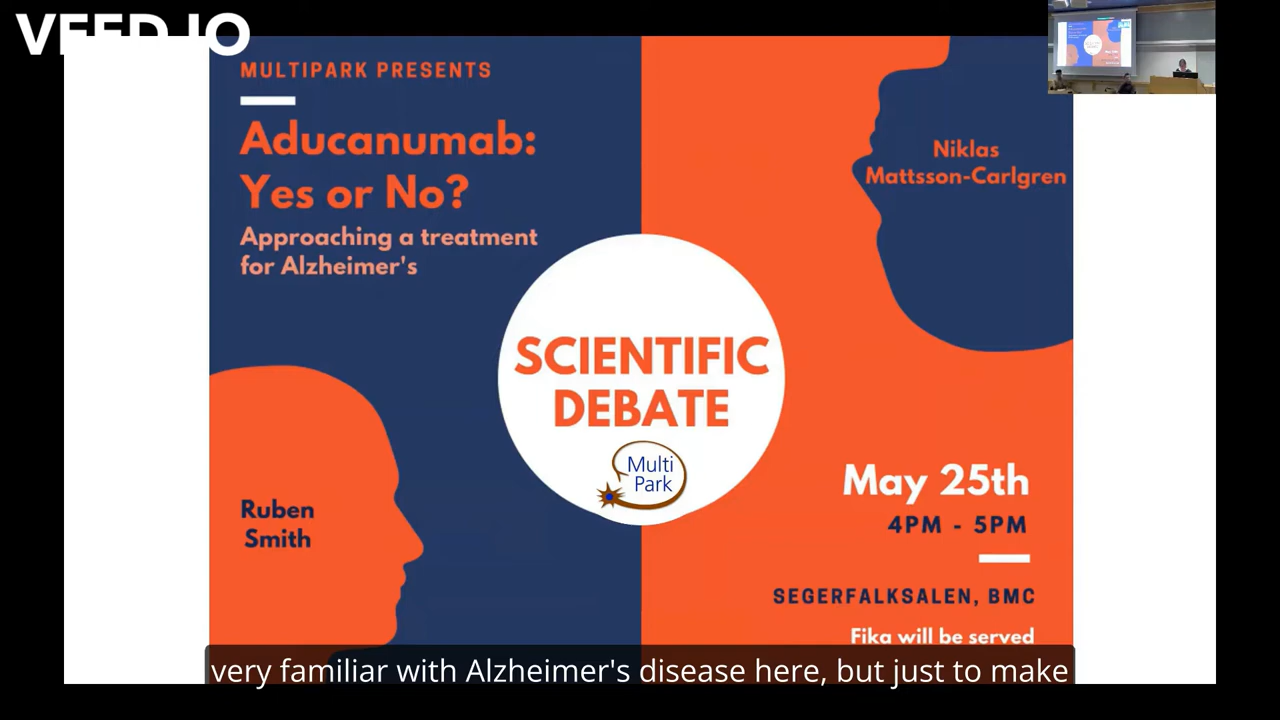 VEED.IO
MULTIPARK PRESENTS
Aducanumab:
Yes or No?
Approaching a treatment
for Alzheimer's
Niklas
Mattsson-Carlgren
SCIENTIFIC
DEBATE
Multi
Park
Ruben
Smith
May 25th
4PM - 5PM
SEGERFALKSALEN, BMC
Fika will be served
very familiar with Alzheimer's disease here, but just to make